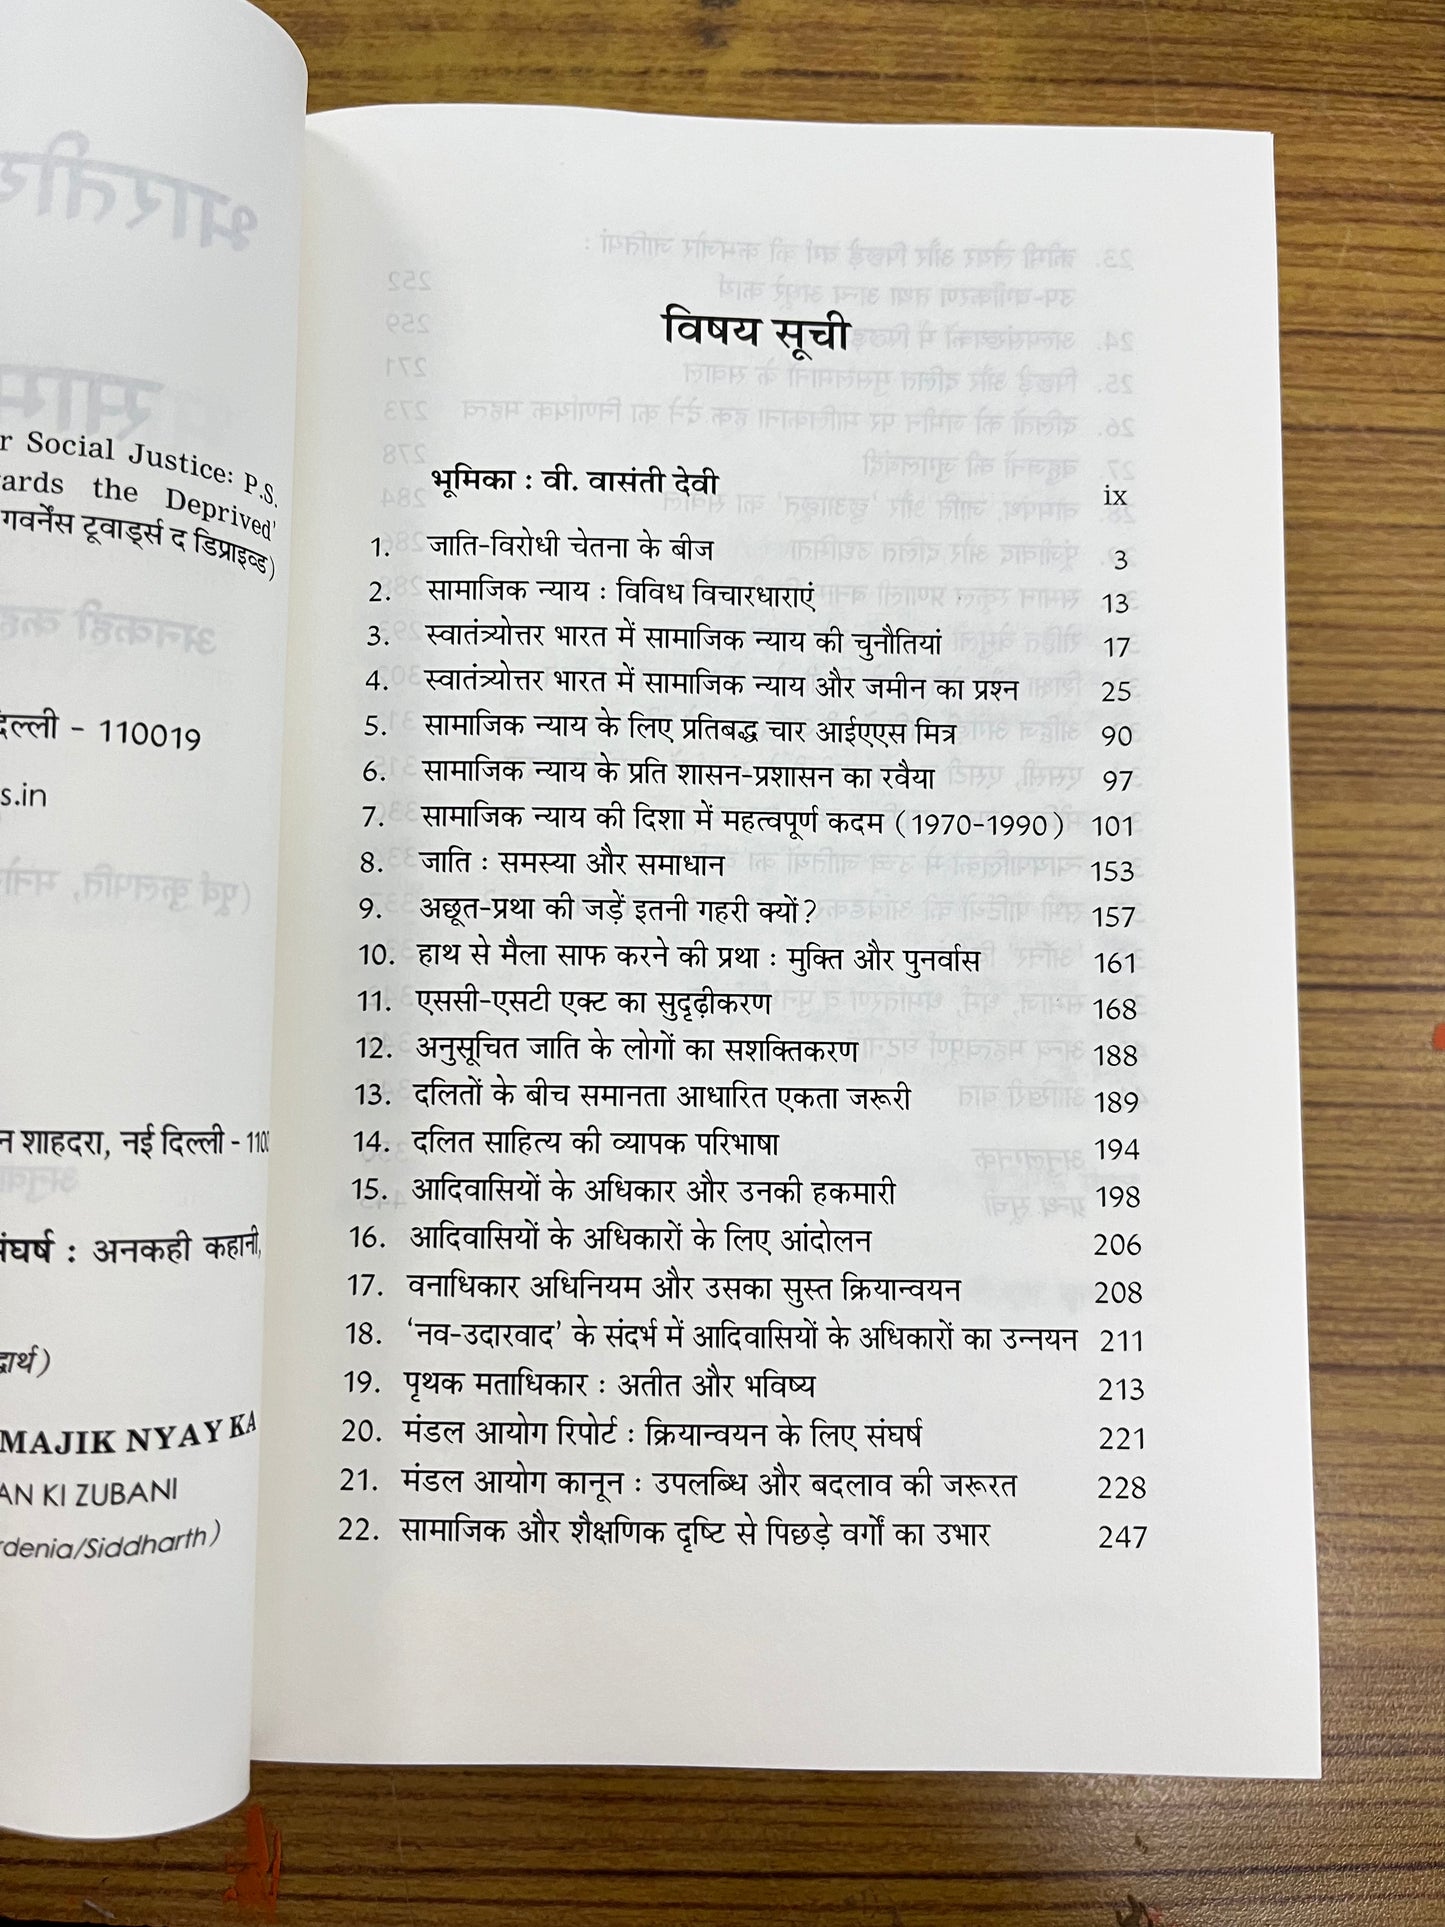 r Social Justice: P.S.
ards the Deprived'
गवर्नेंस टूवार्ड्स द डिप्राइव्ड)
दिल्ली - 110019
s.in
न शाहदरा, नई दिल्ली - 110
संघर्ष : अनकही कहानी,
द्धार्थ)
MAJIK NYAY KA
AN KI ZUBANI
rdenia/Siddharth)
विषय सूची
भूमिका : वी. वासंती देवी ix
1. जाति-विरोधी चेतना के बीज 3
2. सामाजिक न्याय : विविध विचारधाराएं 13
3. स्वातंत्र्योत्तर भारत में सामाजिक न्याय की चुनौतियां 17
4. स्वातंत्र्योत्तर भारत में सामाजिक न्याय और जमीन का प्रश्न 25
5. सामाजिक न्याय के लिए प्रतिबद्ध चार आईएएस मित्र 90
6. सामाजिक न्याय के प्रति शासन-प्रशासन का रवैया 97
7. सामाजिक न्याय की दिशा में महत्वपूर्ण कदम (1970-1990) 101
8. जाति : समस्या और समाधान 153
9. अछूत-प्रथा की जड़ें इतनी गहरी क्यों? 157
10. हाथ से मैला साफ करने की प्रथा : मुक्ति और पुनर्वास 161
11. एससी-एसटी एक्ट का सुदृढ़ीकरण 168
12. अनुसूचित जाति के लोगों का सशक्तिकरण 188
13. दलितों के बीच समानता आधारित एकता जरूरी 189
14. दलित साहित्य की व्यापक परिभाषा 194
15. आदिवासियों के अधिकार और उनकी हकमारी 198
16. आदिवासियों के अधिकारों के लिए आंदोलन 206
17. वनाधिकार अधिनियम और उसका सुस्त क्रियान्वयन 208
18. 'नव-उदारवाद' के संदर्भ में आदिवासियों के अधिकारों का उन्नयन 211
19. पृथक मताधिकार : अतीत और भविष्य 213
20. मंडल आयोग रिपोर्ट : क्रियान्वयन के लिए संघर्ष 221
21. मंडल आयोग कानून : उपलब्धि और बदलाव की जरूरत 228
22. सामाजिक और शैक्षणिक दृष्टि से पिछड़े वर्गों का उभार 247